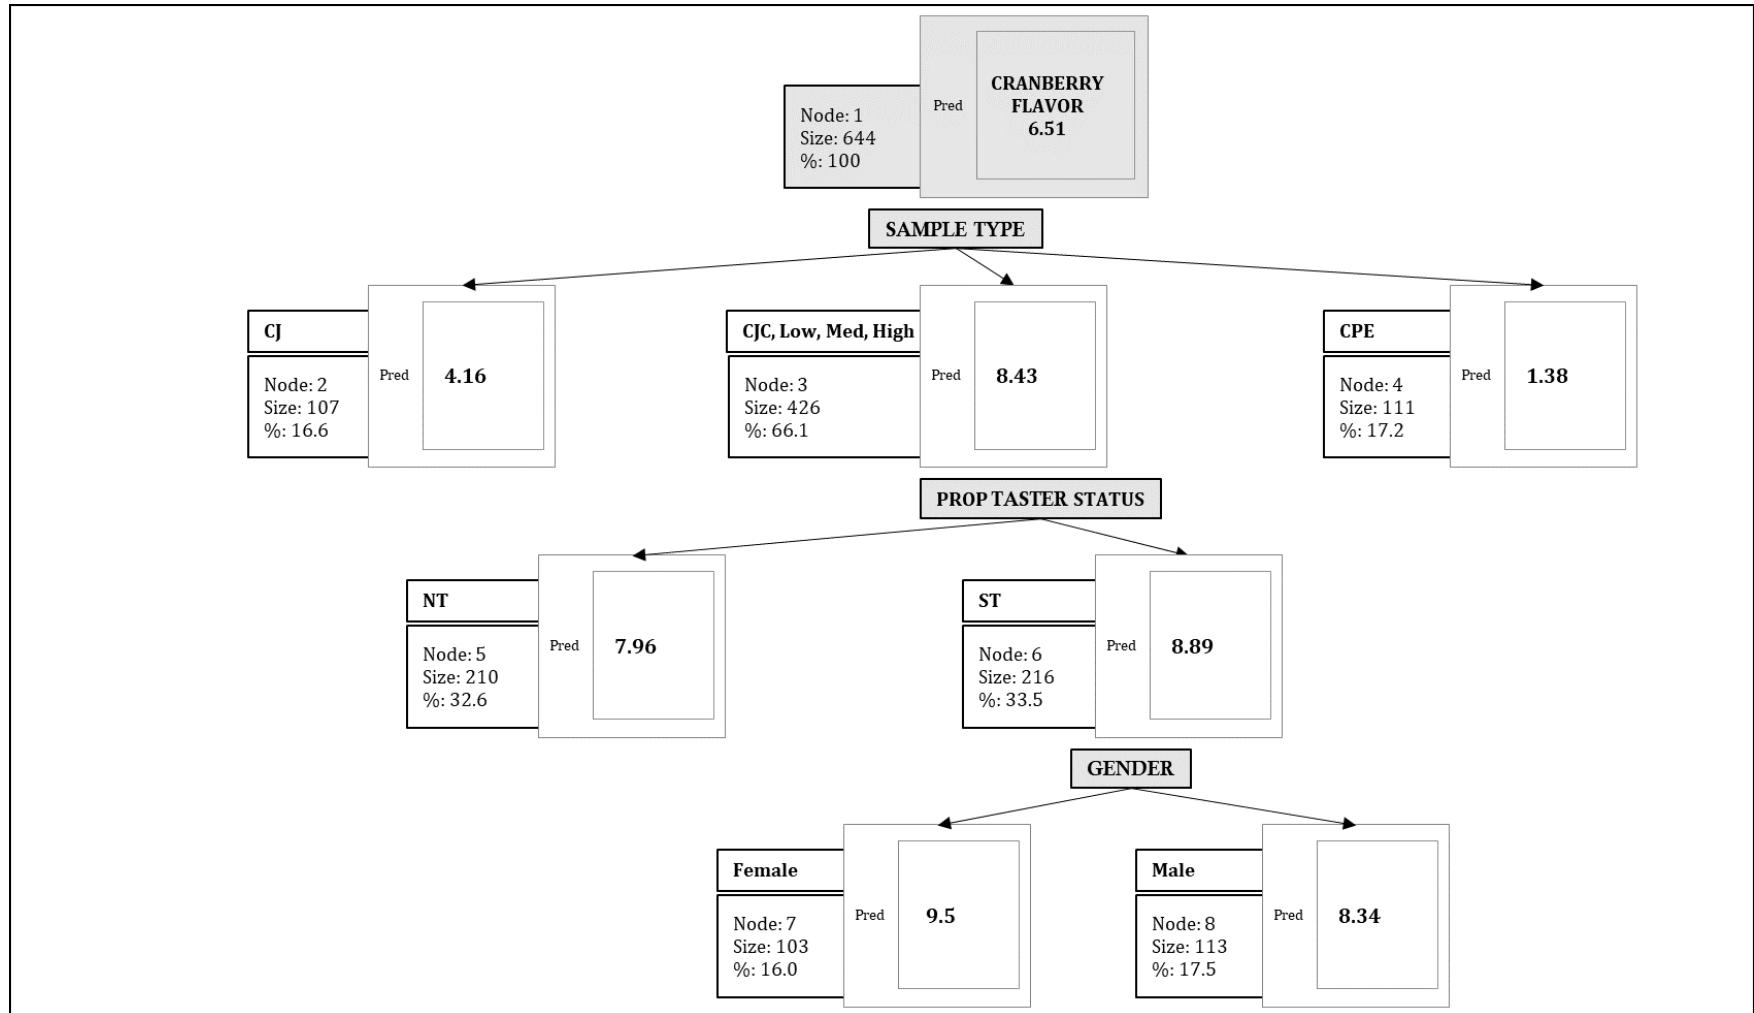 CRANBERRY
FLAVOR
6.51
Pred
Node: 1
Size: 644
%: 100
SAMPLE TYPE
CJ
Node: 2
Size: 107
%: 16.6
Pred
4.16
CJC, Low, Med, High
Node: 3
Size: 426
%: 66.1
Pred
8.43
CPE
Node: 4
Size: 111
%: 17.2
Pred
1.38
PROP TASTER STATUS
NT
Node: 5
Size: 210
%: 32.6
Pred
7.96
ST
Node: 6
Size: 216
%: 33.5
Pred
8.89
GENDER
Female
Node: 7
Size: 103
%: 16.0
Pred
9.5
Male
Node: 8
Size: 113
%: 17.5
Pred
8.34